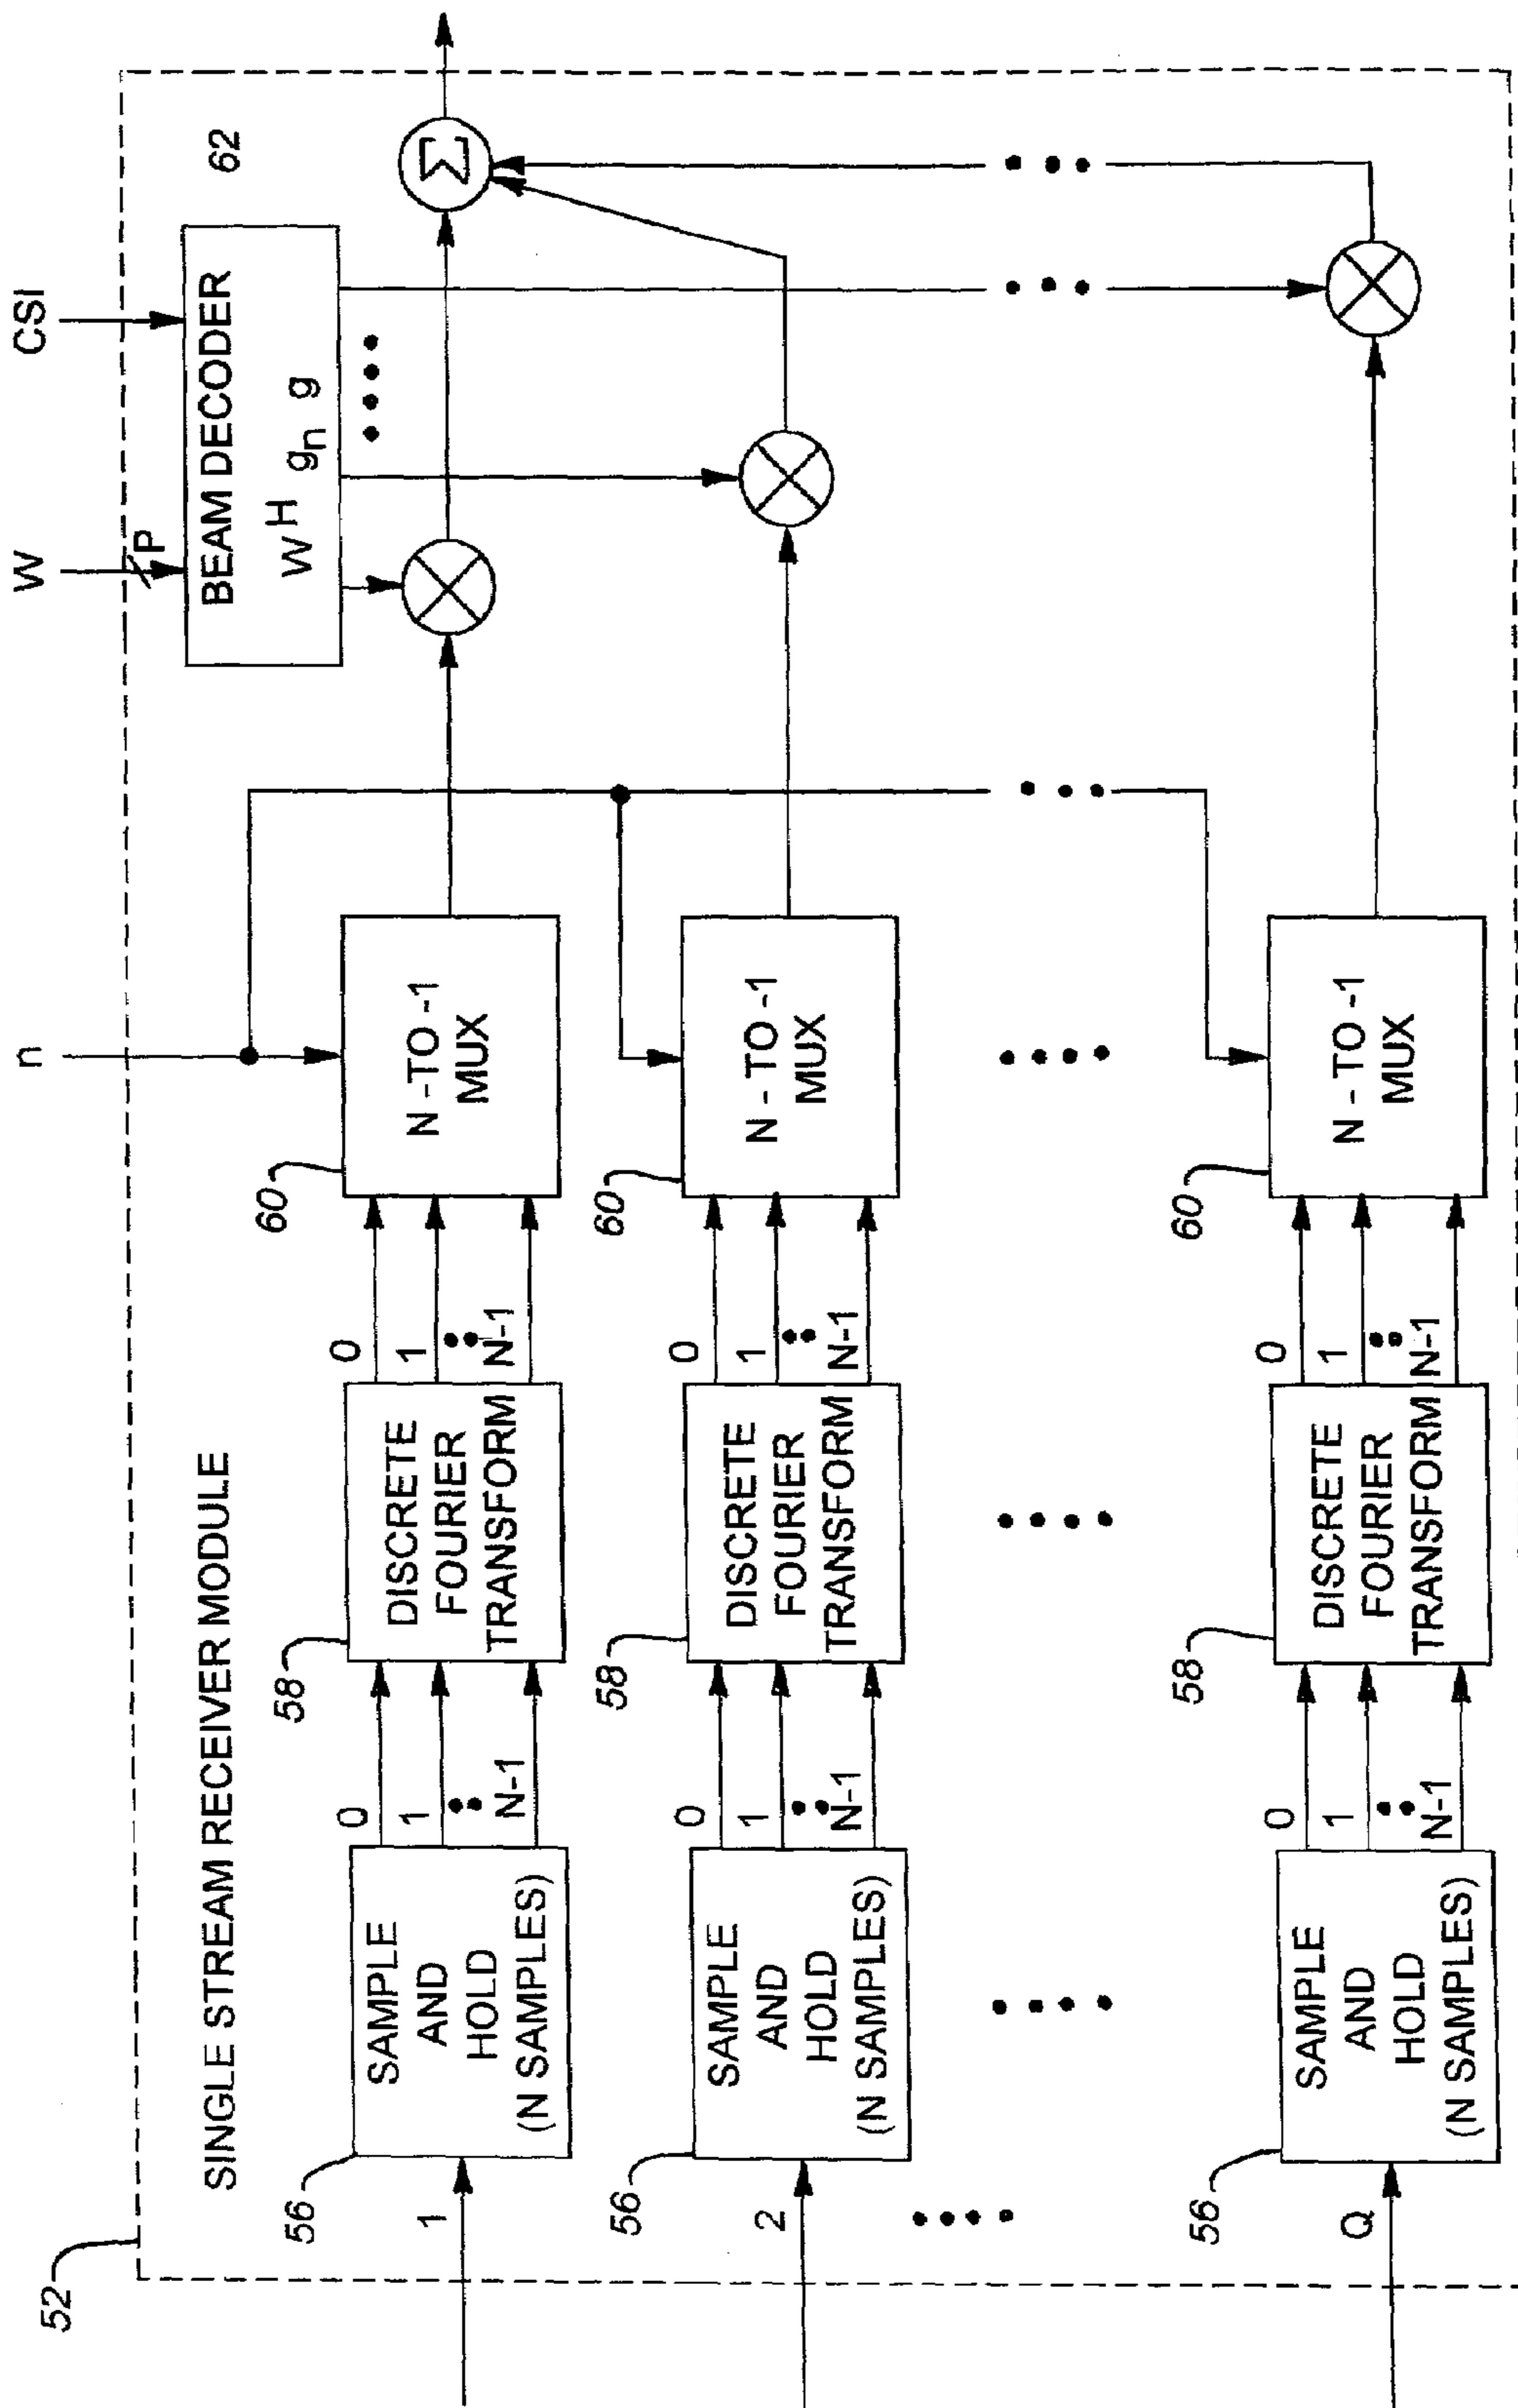 52
SINGLE STREAM RECEIVER MODULE
n
W
CSI
P
BEAM DECODER
W^H g_n g
62
Σ
1
56
SAMPLE
AND
HOLD
(N SAMPLES)
0
1
N-1
58
DISCRETE
FOURIER
TRANSFORM
0
1
N-1
60
N - TO -1
MUX
2
56
SAMPLE
AND
HOLD
(N SAMPLES)
0
1
N-1
58
DISCRETE
FOURIER
TRANSFORM
0
1
N-1
60
N - TO -1
MUX
Q
56
SAMPLE
AND
HOLD
(N SAMPLES)
0
1
N-1
58
DISCRETE
FOURIER
TRANSFORM
0
1
N-1
60
N - TO -1
MUX